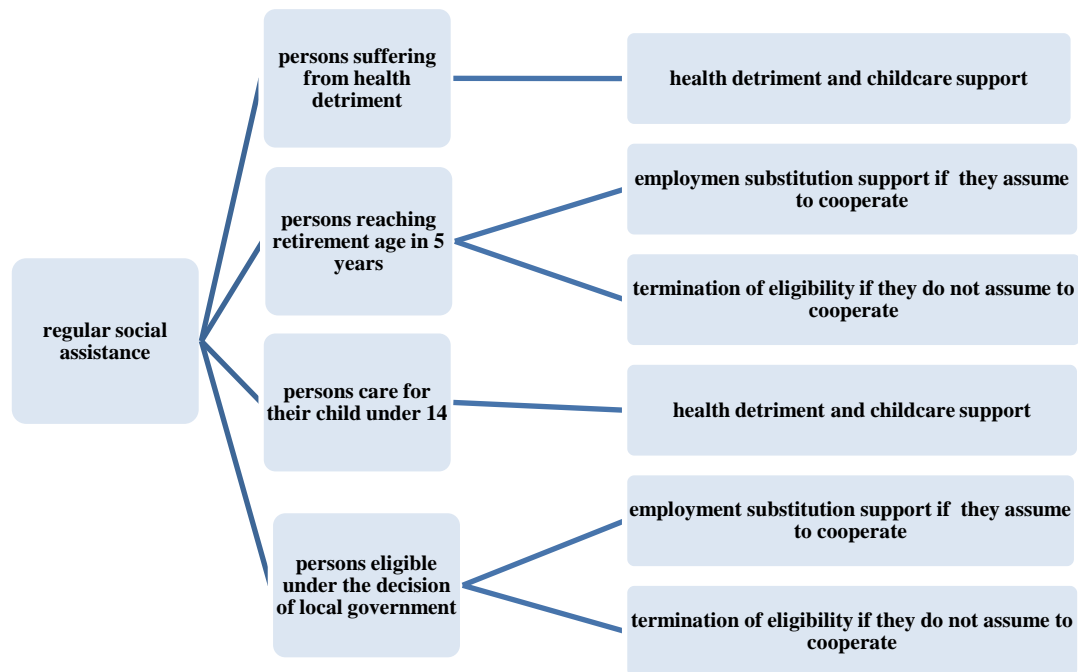 regular social
assistance
persons suffering
from health
detriment
health detriment and childcare support
persons reaching
retirement age in 5
years
employmen substitution support if they assume
to cooperate
termination of eligibility if they do not assume to
cooperate
persons care for
their child under 14
health detriment and childcare support
persons eligible
under the decision
of local government
employment substitution support if they assume
to cooperate
termination of eligibility if they do not assume to
cooperate